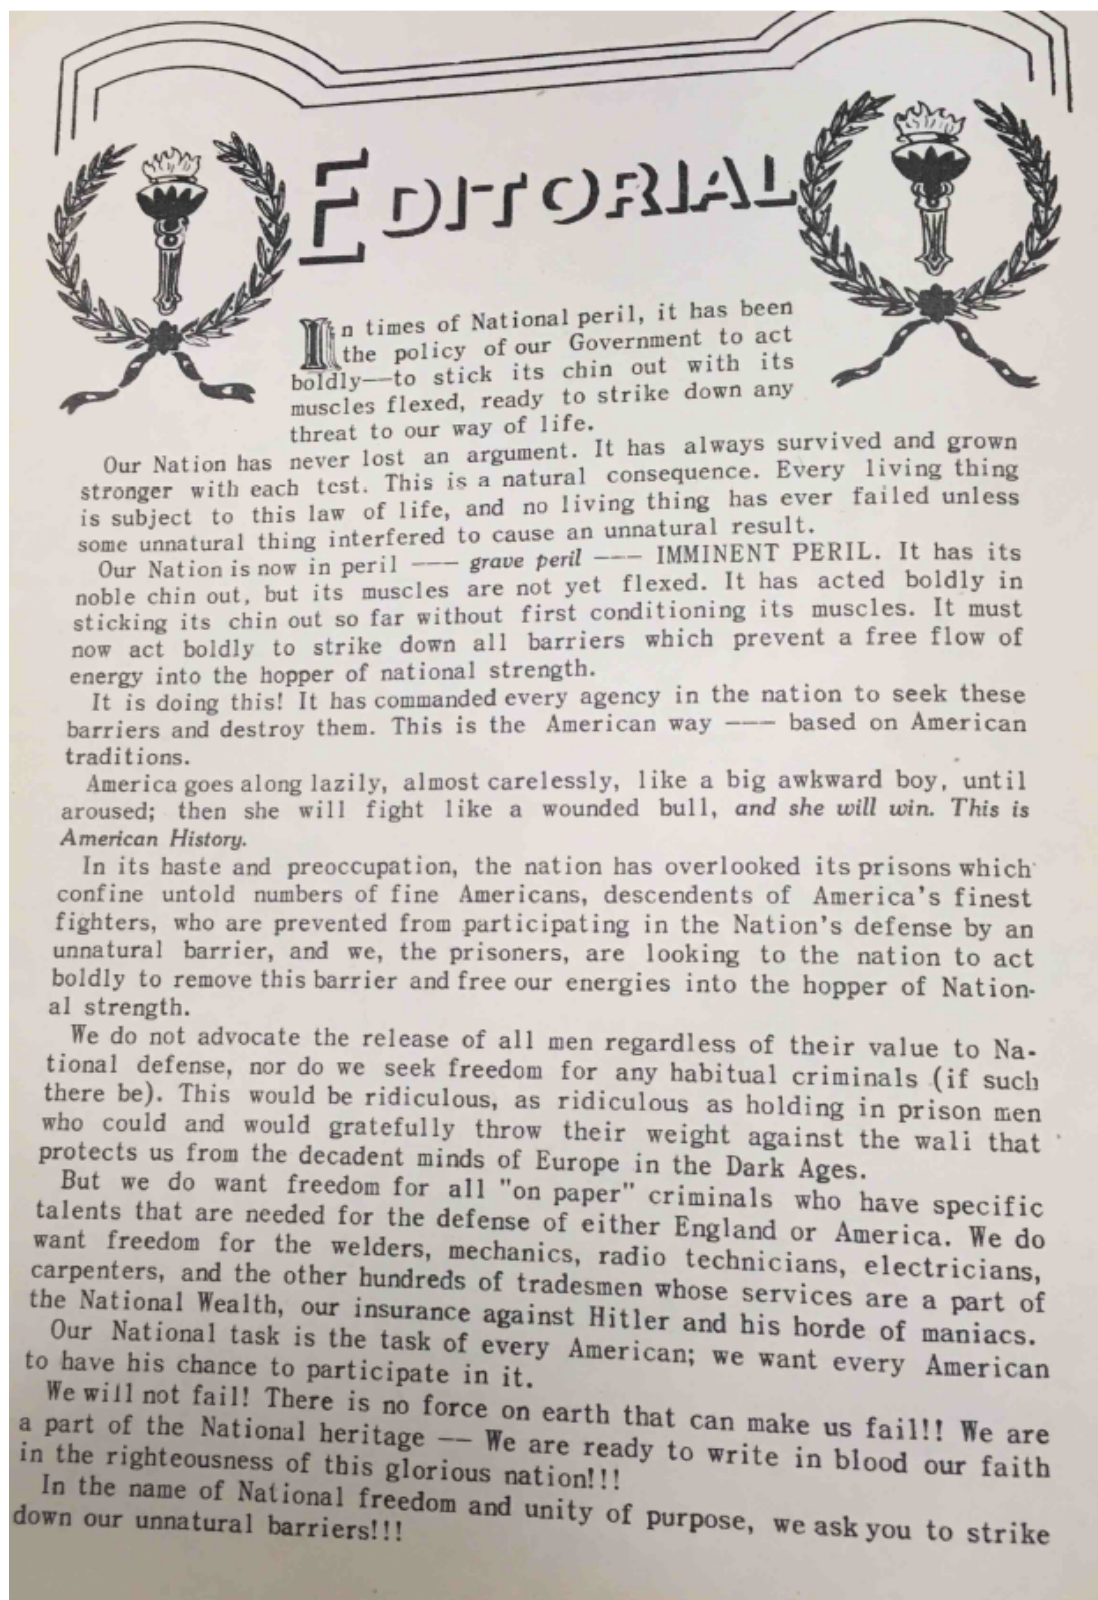 EDITORIAL
In times of National peril, it has been
the policy of our Government to act
boldly––to stick its chin out with its
muscles flexed, ready to strike down any
threat to our way of life.
Our Nation has never lost an argument. It has always survived and grown
stronger with each test. This is a natural consequence. Every living thing
is subject to this law of life, and no living thing has ever failed unless
some unnatural thing interfered to cause an unnatural result.
Our Nation is now in peril ––– grave peril ––– IMMINENT PERIL. It has its
noble chin out, but its muscles are not yet flexed. It has acted boldly in
sticking its chin out so far without first conditioning its muscles. It must
now act boldly to strike down all barriers which prevent a free flow of
energy into the hopper of national strength.
It is doing this! It has commanded every agency in the nation to seek these
barriers and destroy them. This is the American way ––– based on American
traditions.
America goes along lazily, almost carelessly, like a big awkward boy, until
aroused; then she will fight like a wounded bull, and she will win. This is
American History.
In its haste and preoccupation, the nation has overlooked its prisons which
confine untold numbers of fine Americans, descendents of America's finest
fighters, who are prevented from participating in the Nation's defense by an
unnatural barrier, and we, the prisoners, are looking to the nation to act
boldly to remove this barrier and free our energies into the hopper of Nation-
al strength.
We do not advocate the release of all men regardless of their value to Na-
tional defense, nor do we seek freedom for any habitual criminals (if such
there be). This would be ridiculous, as ridiculous as holding in prison men
who could and would gratefully throw their weight against the wall that
protects us from the decadent minds of Europe in the Dark Ages.
But we do want freedom for all "on paper" criminals who have specific
talents that are needed for the defense of either England or America. We do
want freedom for the welders, mechanics, radio technicians, electricians,
carpenters, and the other hundreds of tradesmen whose services are a part of
the National Wealth, our insurance against Hitler and his horde of maniacs.
Our National task is the task of every American; we want every American
to have his chance to participate in it.
We will not fail! There is no force on earth that can make us fail!! We are
a part of the National heritage –– We are ready to write in blood our faith
in the righteousness of this glorious nation!!!
In the name of National freedom and unity of purpose, we ask you to strike
down our unnatural barriers!!!